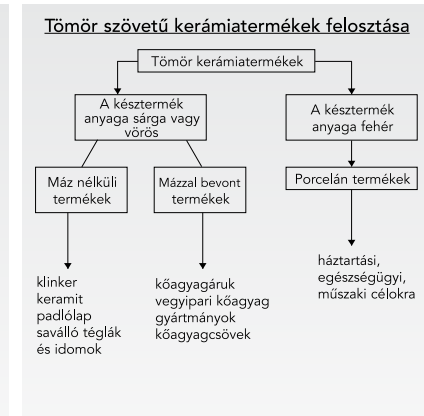 Tömör szövetű kerámiatermékek felosztása
Tömör kerámiatermékek
A késztermék
anyaga sárga vagy
vörös
A késztermék
anyaga fehér
Máz nélküli
termékek
Mázzal bevont
termékek
Porcelán termékek
klinker
keramit
padlólap
saválló téglák
és idomok
kőagyagáruk
vegyipari kőagyag
gyártmányok
kőagyagcsövek
háztartási,
egészségügyi,
műszaki célokra